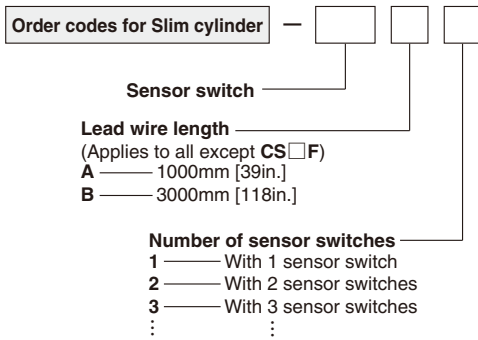 Order codes for Slim cylinder —
Sensor switch
Lead wire length
(Applies to all except CS□F)
A —— 1000mm [39in.]
B —— 3000mm [118in.]
Number of sensor switches
1 —— With 1 sensor switch
2 —— With 2 sensor switches
3 —— With 3 sensor switches
⋮ ⋮